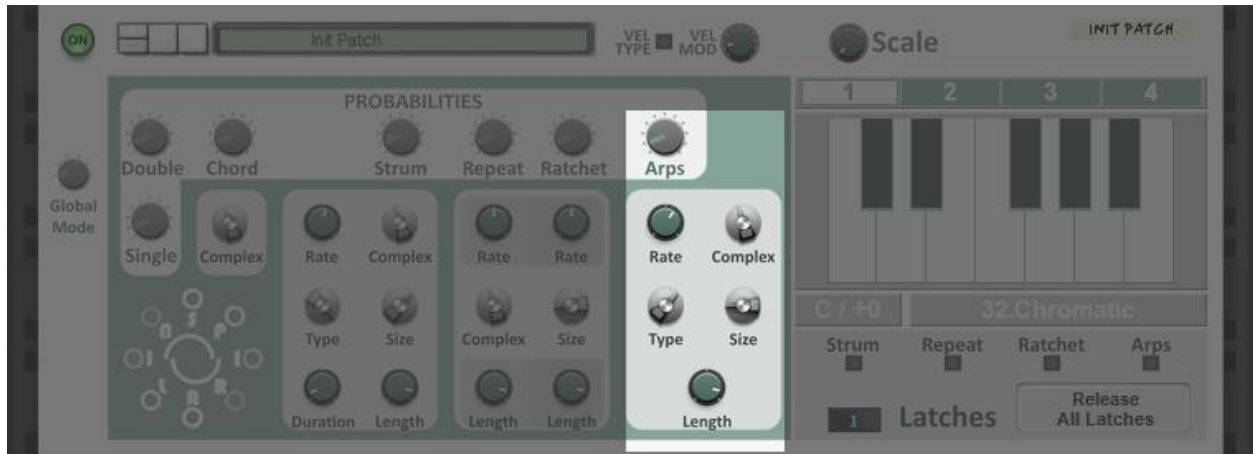 ON
Init Patch
VEL TYPE
VEL MOD
Scale
INIT PATCH
PROBABILITIES
Double
Chord
Strum
Repeat
Ratchet
Arps
Global Mode
Single
Complex
Rate
Complex
Rate
Rate
Rate
Complex
Type
Size
Complex
Size
Type
Size
Duration
Length
Length
Length
Length
1
2
3
4
C / +0
32.Chromatic
Strum
Repeat
Ratchet
Arps
1
Latches
Release
All Latches